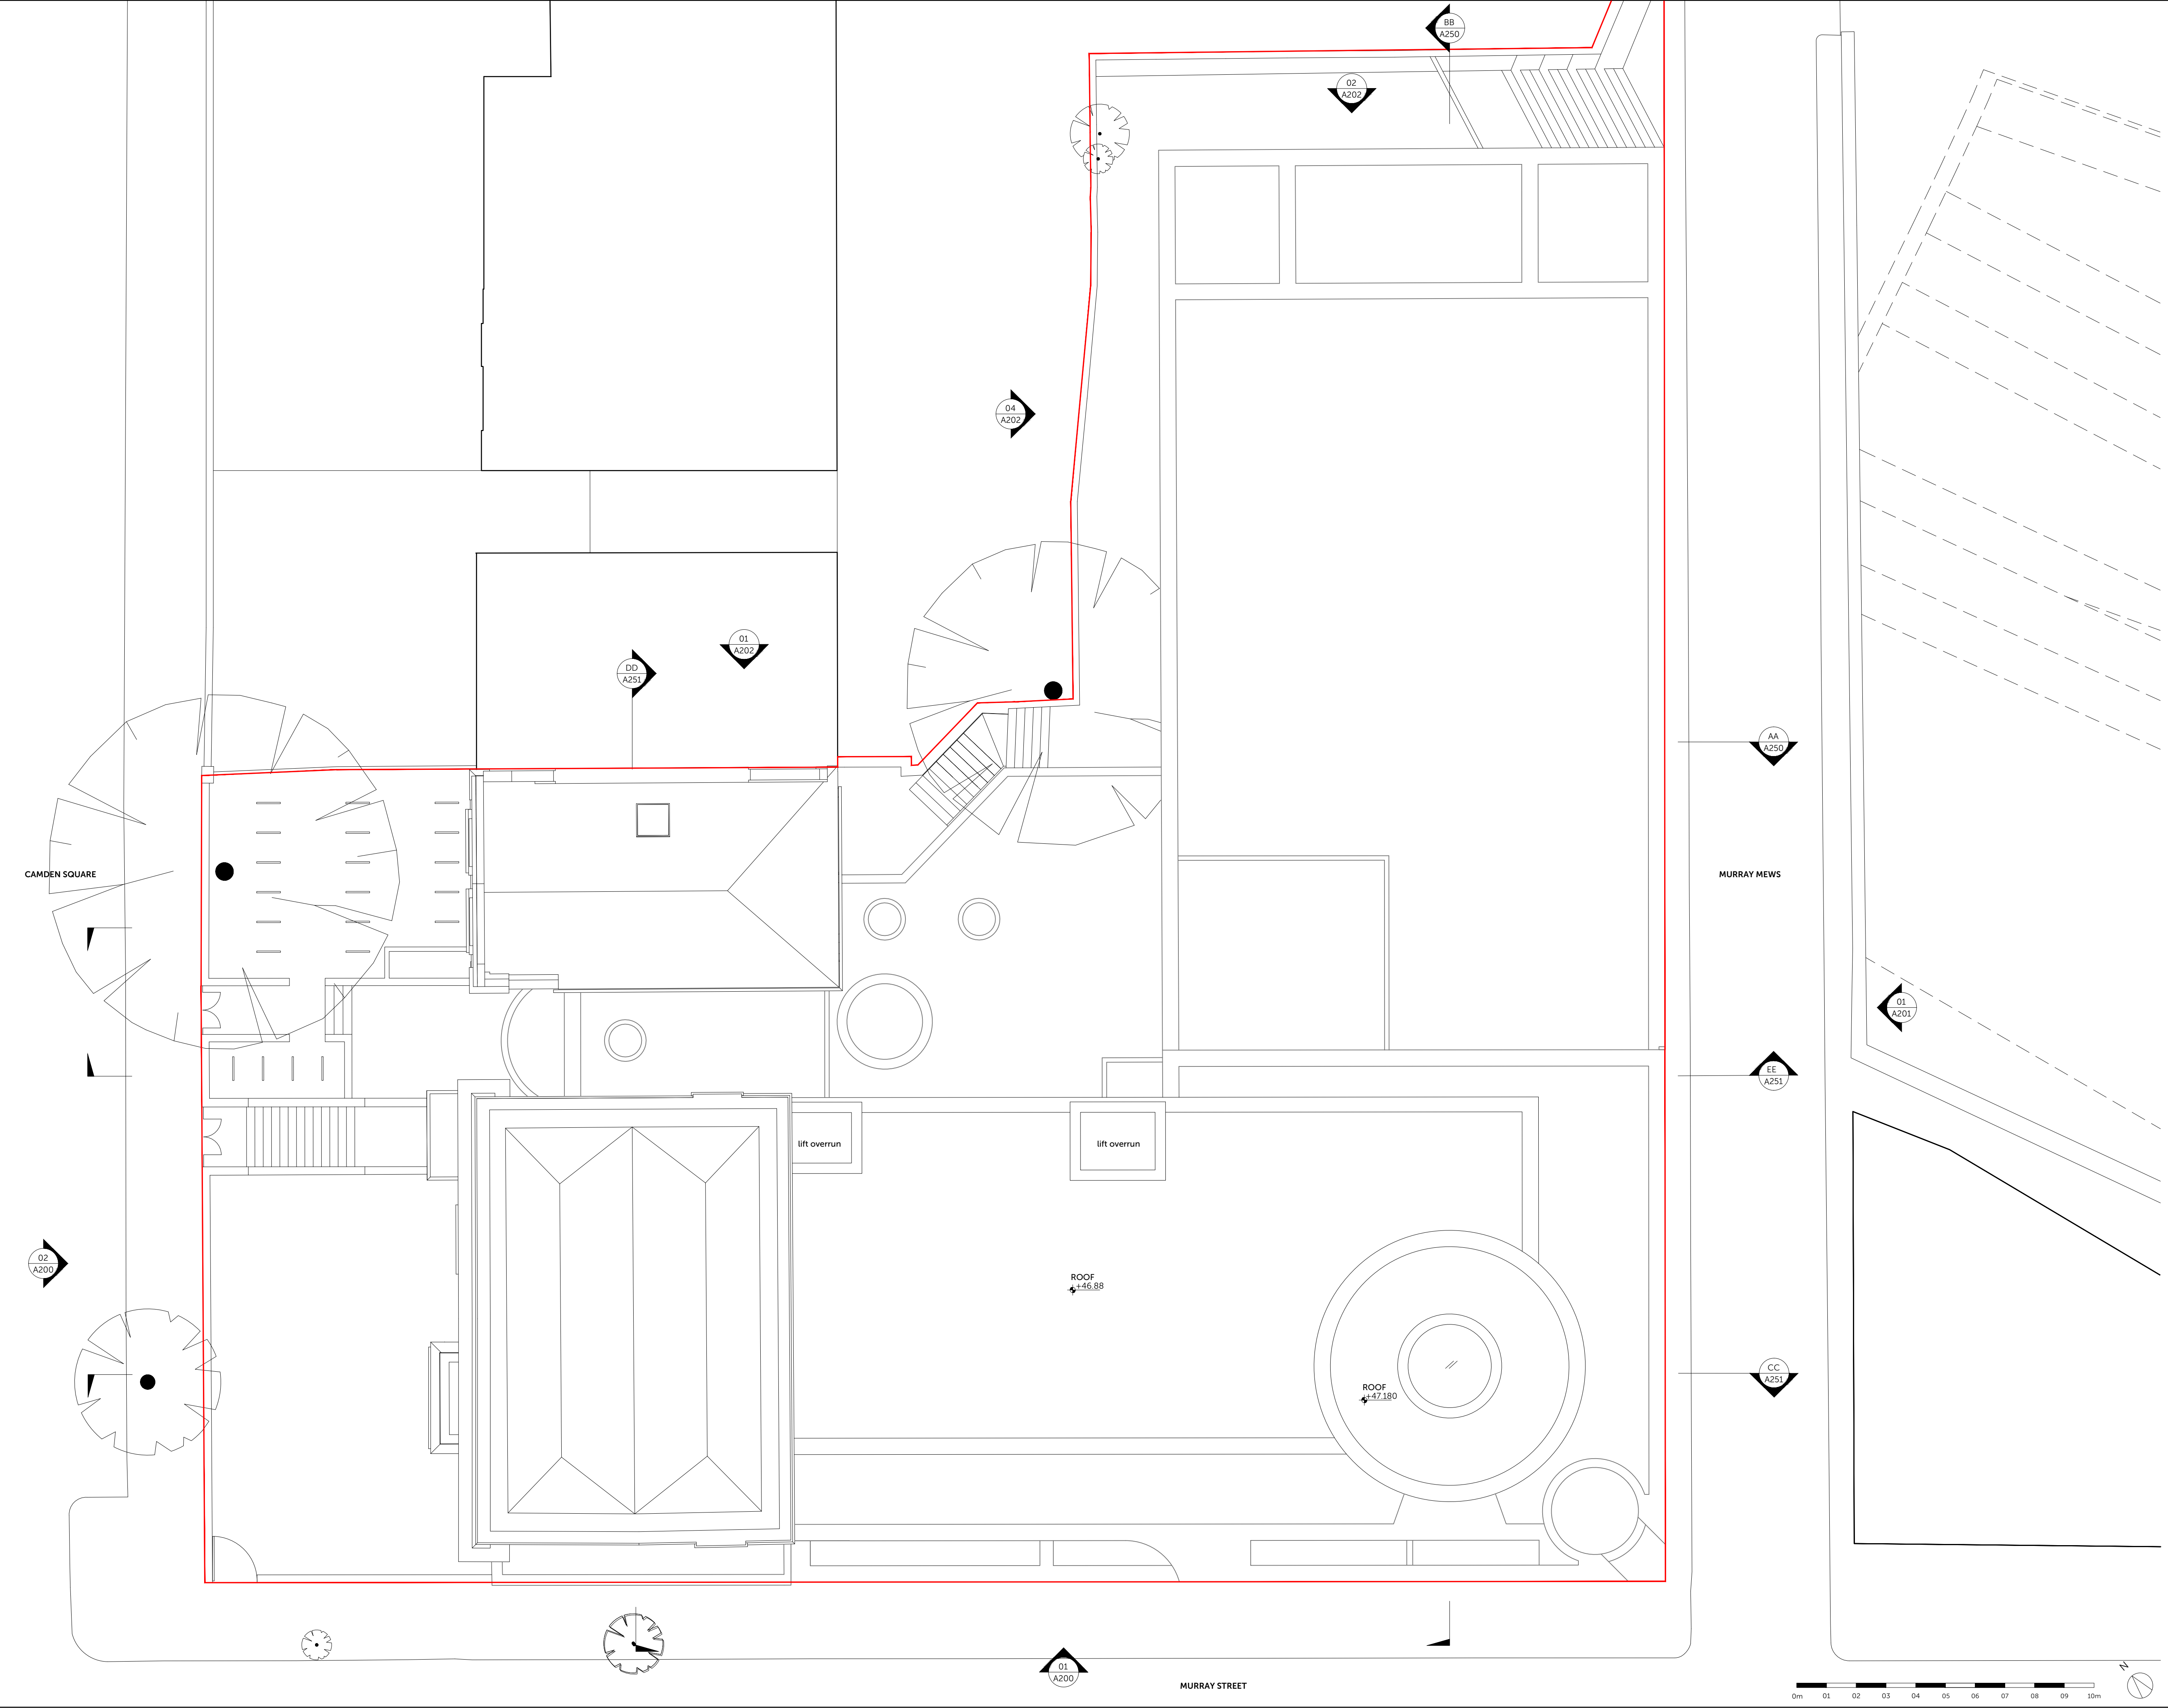 BB
A250
02
A202
04
A202
01
A202
DD
A251
AA
A250
CAMDEN SQUARE
MURRAY MEWS
01
A201
EE
A251
lift overrun
lift overrun
02
A200
ROOF
+46.88
CC
A251
ROOF
+47.180
01
A200
MURRAY STREET
N
0m 01 02 03 04 05 06 07 08 09 10m